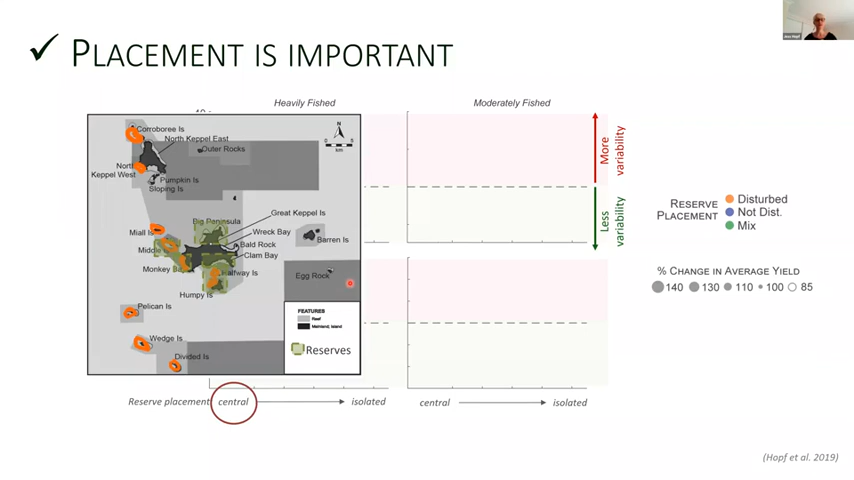 ✓ PLACEMENT IS IMPORTANT
Heavily Fished
Moderately Fished
Corroboree Is
North Keppel East
Outer Rocks
North
Keppel West
Pumpkin Is
Sloping Is
N
km
Great Keppel Is
Big Peninsula
Wreck Bay
Miall Is
Bald Rock
Barren Is
Middle
Clam Bay
Monkey Ba
Halfway Is
Egg Rock
Humpy Is
Pelican Is
Wedge Is
Divided Is
FEATURES
Reef
Mainland, Island
Reserves
More
variability
Less
variability
RESERVE
PLACEMENT
Disturbed
Not Dist.
Mix
% CHANGE IN AVERAGE YIELD
140 130 110 100 85
Reserve placement central isolated
central isolated
(Hopf et al. 2019)